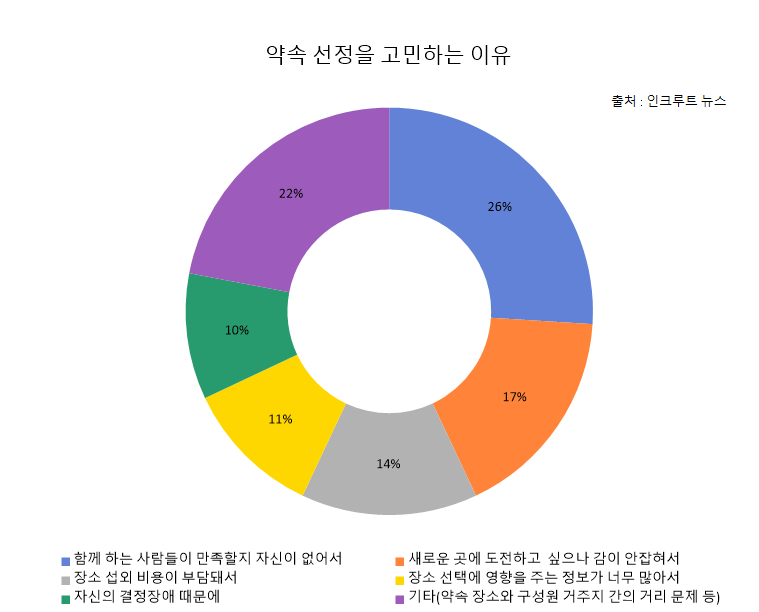 약속 선정을 고민하는 이유
출처 : 인크루트 뉴스
22%
26%
10%
17%
11%
14%
함께 하는 사람들이 만족할지 자신이 없어서
새로운 곳에 도전하고 싶으나 감이 안잡혀서
장소 섭외 비용이 부담돼서
장소 선택에 영향을 주는 정보가 너무 많아서
자신의 결정장애 때문에
기타(약속 장소와 구성원 거주지 간의 거리 문제 등)